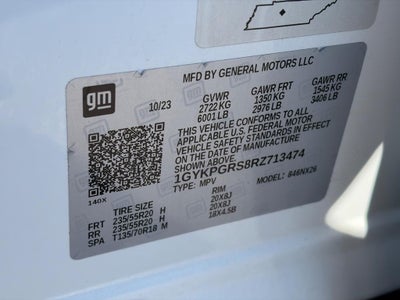 MFD BY GENERAL MOTORS LLC
gm
10/23
GVWR GAWR FRT GAWR RR
2722 KG 1350 KG 1545 KG
6001 LB 2976 LB 3406 LB
THIS VEHICLE CONFORMS TO ALL
APPLICABLE U.S. FEDERAL MOTOR
VEHICLE SAFETY STANDARDS IN EFFECT
ON THE DATE OF MANUFACTURE
SHOWN ABOVE.
1GYKPGRS8RZ713474
TYPE: MPV MODEL: 6NX26
140X
TIRE SIZE RIM
FRT 235/55R20 H 20X8J
RR 235/55R20 H 20X8J
SPA T135/70R18 M 18X4.5B